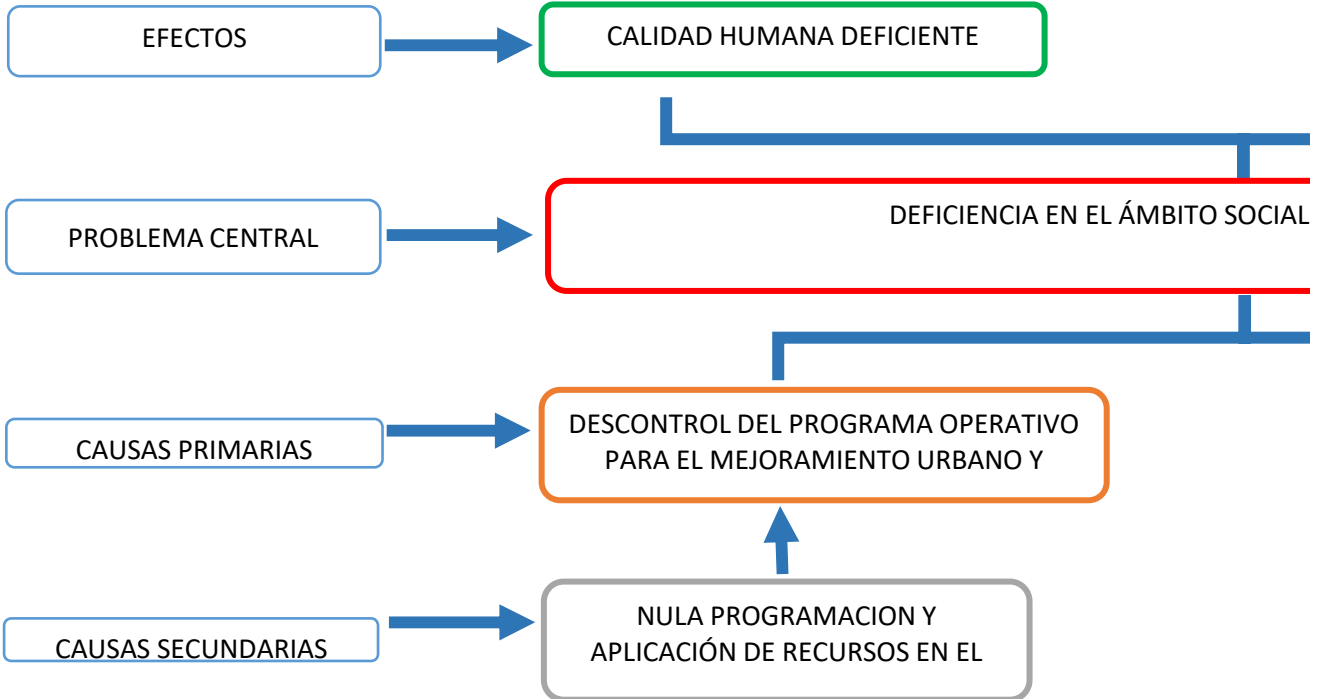 EFECTOS
CALIDAD HUMANA DEFICIENTE
PROBLEMA CENTRAL
DEFICIENCIA EN EL ÁMBITO SOCIAL
CAUSAS PRIMARIAS
DESCONTROL DEL PROGRAMA OPERATIVO
PARA EL MEJORAMIENTO URBANO Y
CAUSAS SECUNDARIAS
NULA PROGRAMACION Y
APLICACIÓN DE RECURSOS EN EL